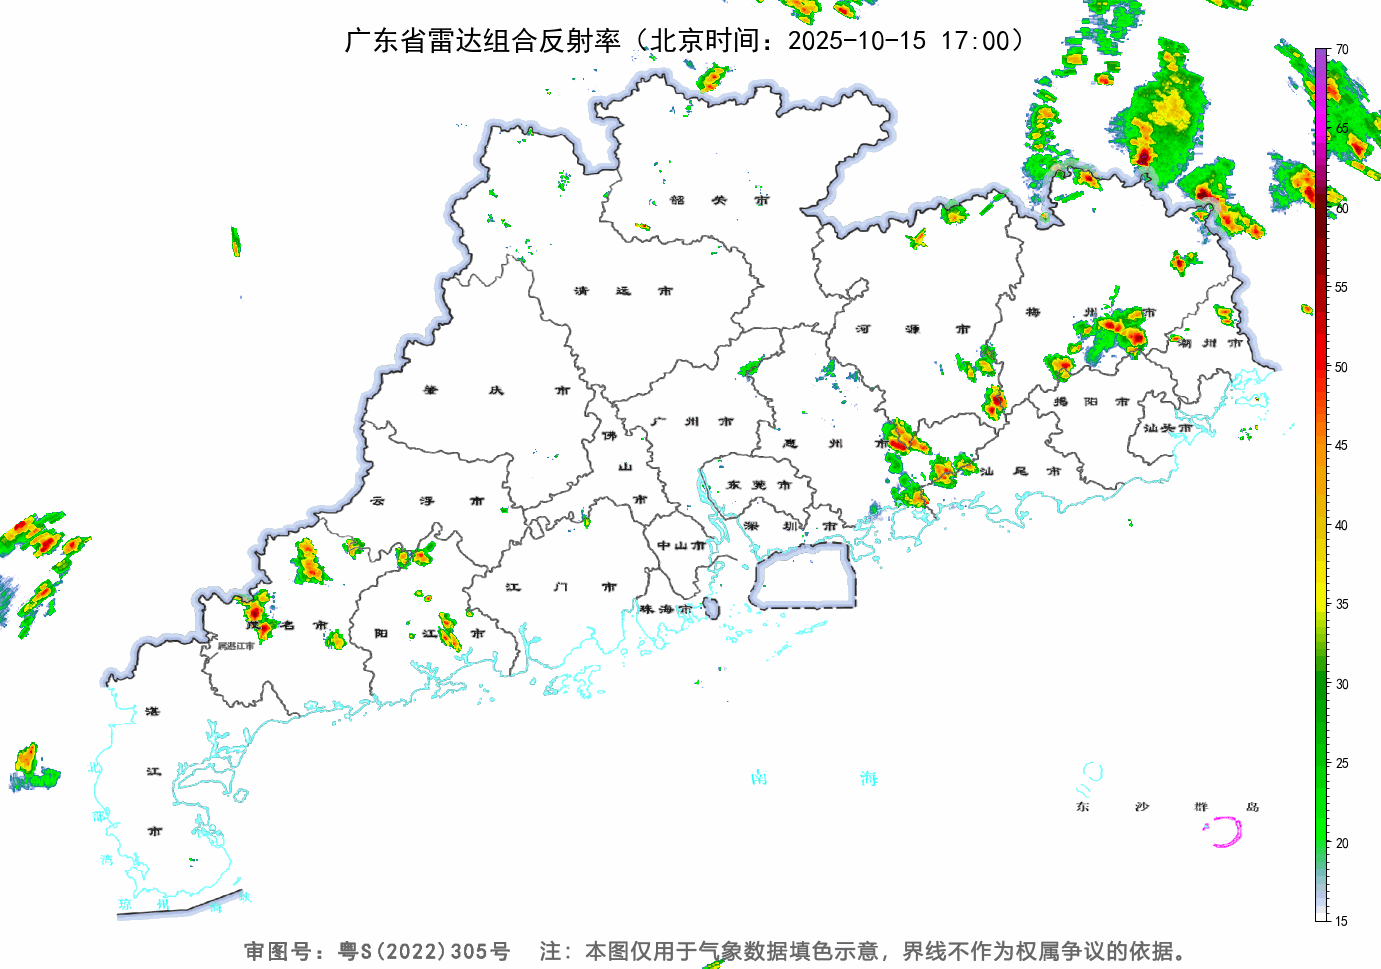 广东省雷达组合反射率（北京时间：2025-10-15 17:00）
70
65
60
55
50
45
40
35
30
25
20
15
韶关市
清远市
河源市
梅州市
潮州市
肇庆市
广州市
揭阳市
汕头市
佛山市
惠州市
汕尾市
云浮市
东莞市
深圳市
中山市
江门市
珠海市
茂名市
阳江市
属湛江市
湛江市
北部湾
琼州海峡
南海
东沙群岛
审图号：粤S(2022)305号 注：本图仅用于气象数据填色示意，界线不作为权属争议的依据。